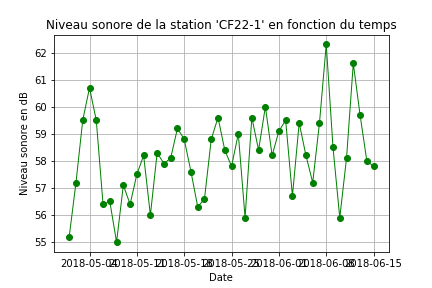 Niveau sonore de la station 'CF22-1' en fonction du temps
62
61
60
59
58
57
56
55
Niveau sonore en dB
2018-05-04 2018-05-11 2018-05-18 2018-05-25 2018-06-01 2018-06-08 2018-06-15
Date